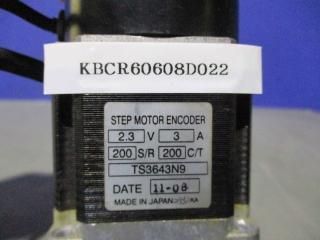 KBCR60608D022
STEP MOTOR ENCODER
2.3 V 3 A
200 S/R 200 C/T
TS3643N9
DATE 11-08
MADE IN JAPAN